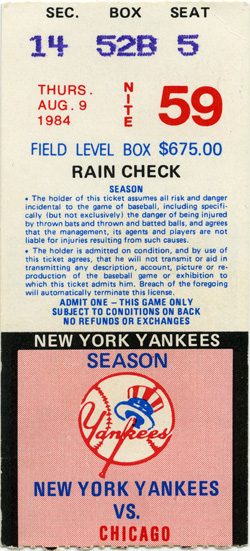 SEC. BOX SEAT
14 52B 5
THURS.
AUG. 9
1984
NITE
59
FIELD LEVEL BOX $675.00
RAIN CHECK
SEASON
• The holder of this ticket assumes all risk and danger
incidental to the game of baseball, including specifi-
cally (but not exclusively) the danger of being injured
by thrown bats and thrown and batted balls, and agrees
that the management, its agents and players are not
liable for injuries resulting from such causes.
• The holder is admitted on condition, and by use of
this ticket agrees, that he will not transmit or aid in
transmitting any description, account, picture or re-
production of the baseball game or exhibition to
which this ticket admits him. Breach of the foregoing
will automatically terminate this license.
ADMIT ONE – THIS GAME ONLY
SUBJECT TO CONDITIONS ON BACK
NO REFUNDS OR EXCHANGES
NEW YORK YANKEES
SEASON
Yankees
NEW YORK YANKEES
VS.
CHICAGO